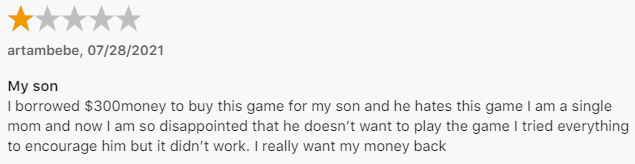 artambebe, 07/28/2021
My son
I borrowed $300money to buy this game for my son and he hates this game I am a single
mom and now I am so disappointed that he doesn’t want to play the game I tried everything
to encourage him but it didn’t work. I really want my money back